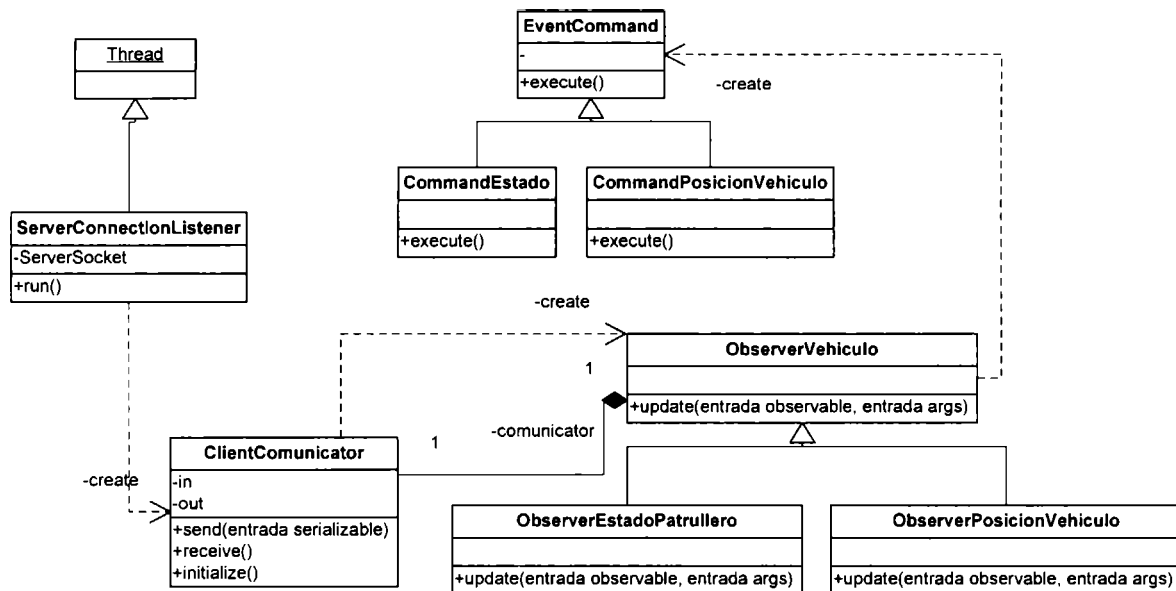 EventCommand
-
+execute()
Thread
-create
CommandEstado
+execute()
CommandPosicionVehiculo
+execute()
ServerConnectionListener
-ServerSocket
+run()
-create
ObserverVehiculo
+update(entrada observable, entrada args)
1
-comunicator
1
ClientComunicator
-in
-out
+send(entrada serializable)
+receive()
+initialize()
-create
ObserverEstadoPatrullero
+update(entrada observable, entrada args)
ObserverPosicionVehiculo
+update(entrada observable, entrada args)